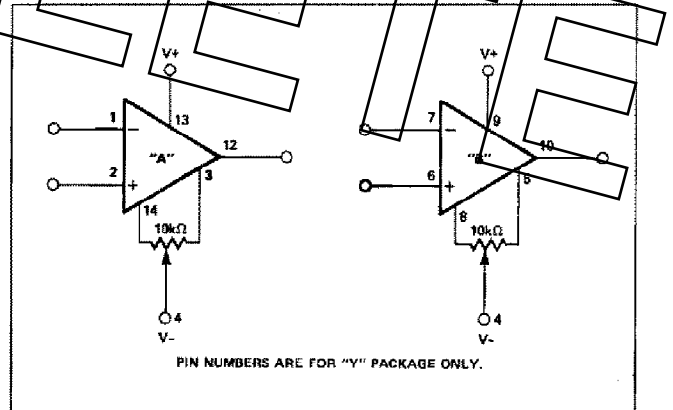 V+ V+
1 13 7 9
"A" 12 10
2 3 6 5
14 8
10kΩ 10kΩ
4 4
V- V-
PIN NUMBERS ARE FOR "Y" PACKAGE ONLY.